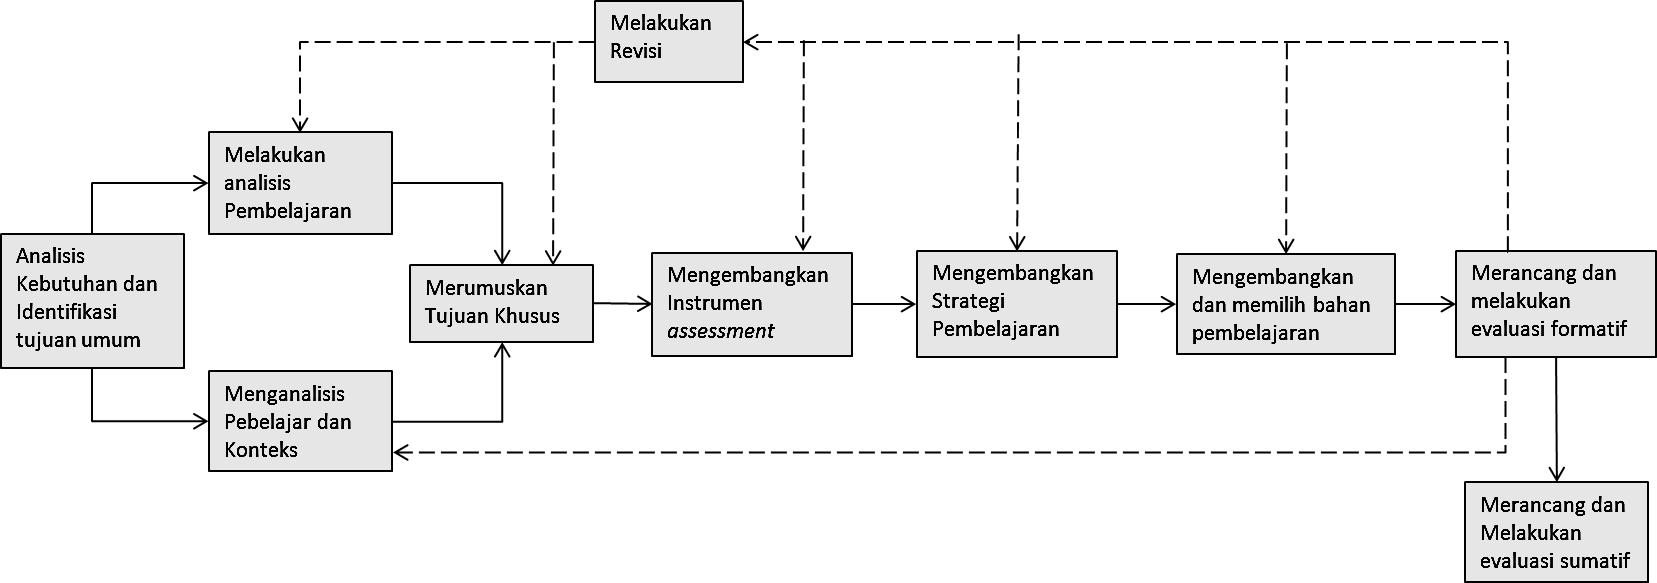 Melakukan
Revisi
Melakukan
analisis
Pembelajaran
Analisis
Kebutuhan dan
Identifikasi
tujuan umum
Menganalisis
Pebelajar dan
Konteks
Merumuskan
Tujuan Khusus
Mengembangkan
Instrumen
assessment
Mengembangkan
Strategi
Pembelajaran
Mengembangkan
dan memilih bahan
pembelajaran
Merancang dan
melakukan
evaluasi formatif
Merancang dan
Melakukan
evaluasi sumatif